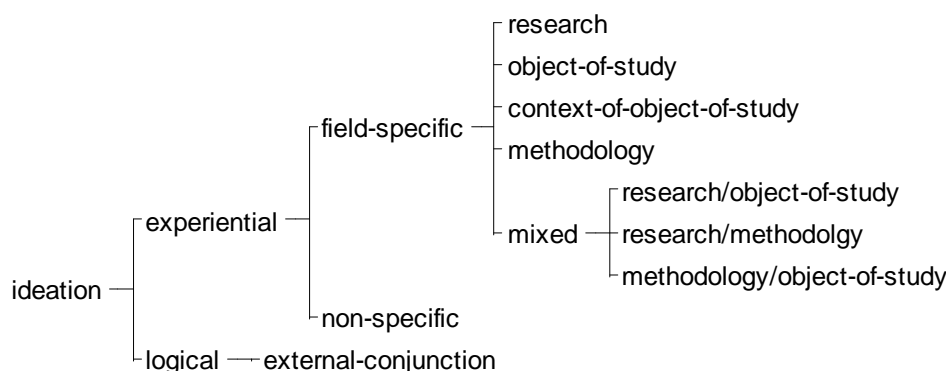 research
object-of-study
context-of-object-of-study
field-specific
methodology
research/object-of-study
experiential
mixed
research/methodolgy
methodology/object-of-study
ideation
non-specific
logical
external-conjunction